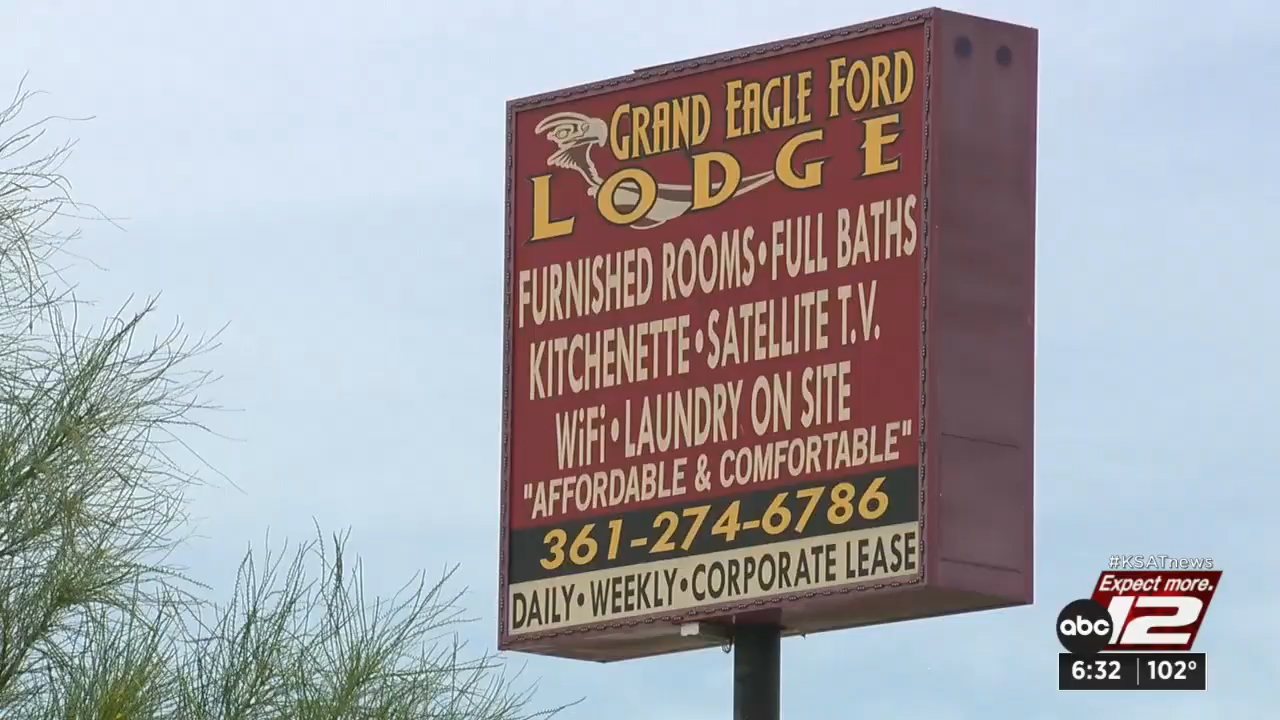 GRAND EAGLE FORD
LODGE
FURNISHED ROOMS•FULL BATHS
KITCHENETTE•SATELLITE T.V.
WiFi•LAUNDRY ON SITE
"AFFORDABLE & COMFORTABLE"
361-274-6786
DAILY•WEEKLY•CORPORATE LEASE
#KSATnews
Expect more.
abc 12
6:32 102°